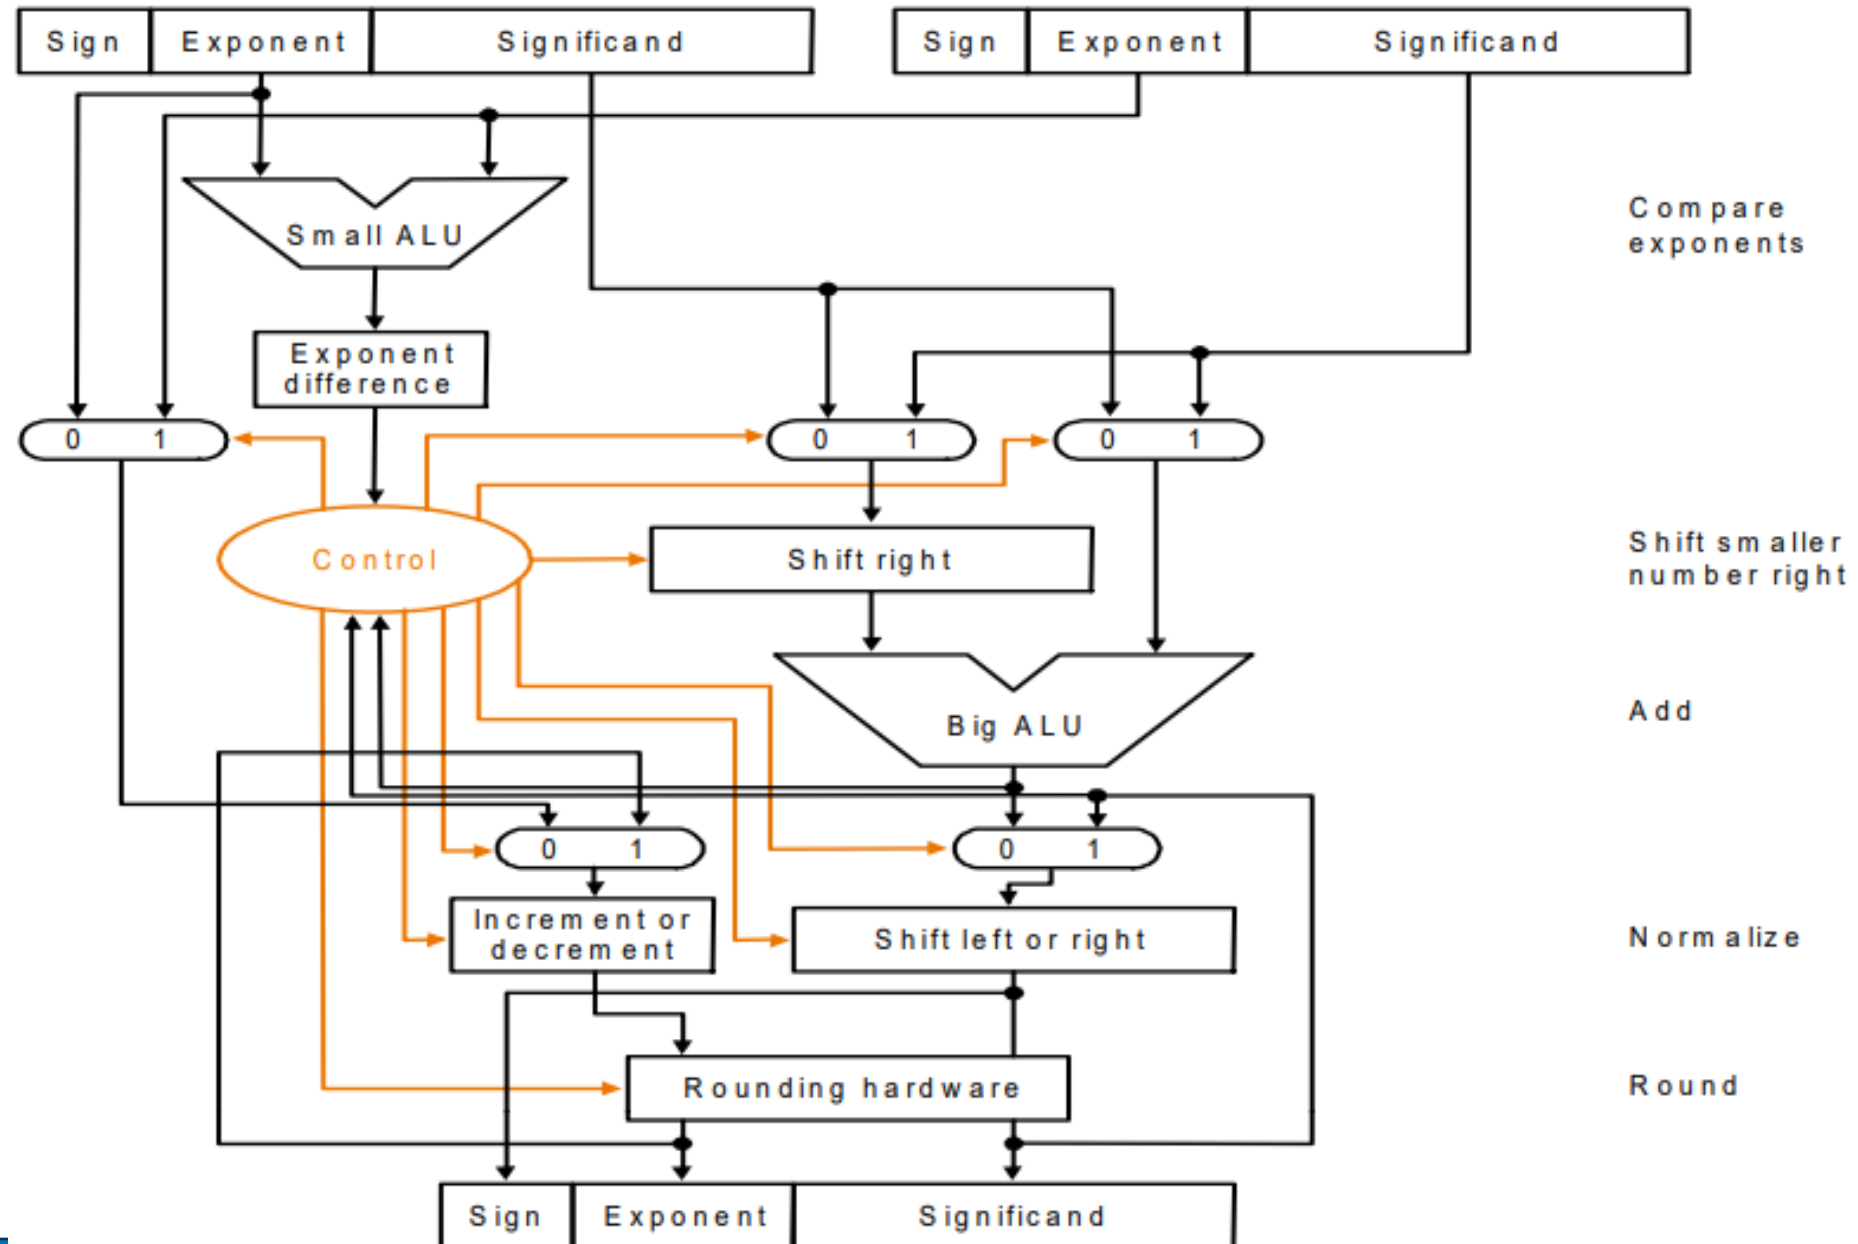 Sign Exponent Significand Sign Exponent Significand
Small ALU
Compare
exponents
Exponent
difference
0 1 0 1 0 1
Control
Shift right
Shift smaller
number right
Big ALU
Add
0 1 0 1
Increment or
decrement
Shift left or right
Normalize
Rounding hardware
Round
Sign Exponent Significand